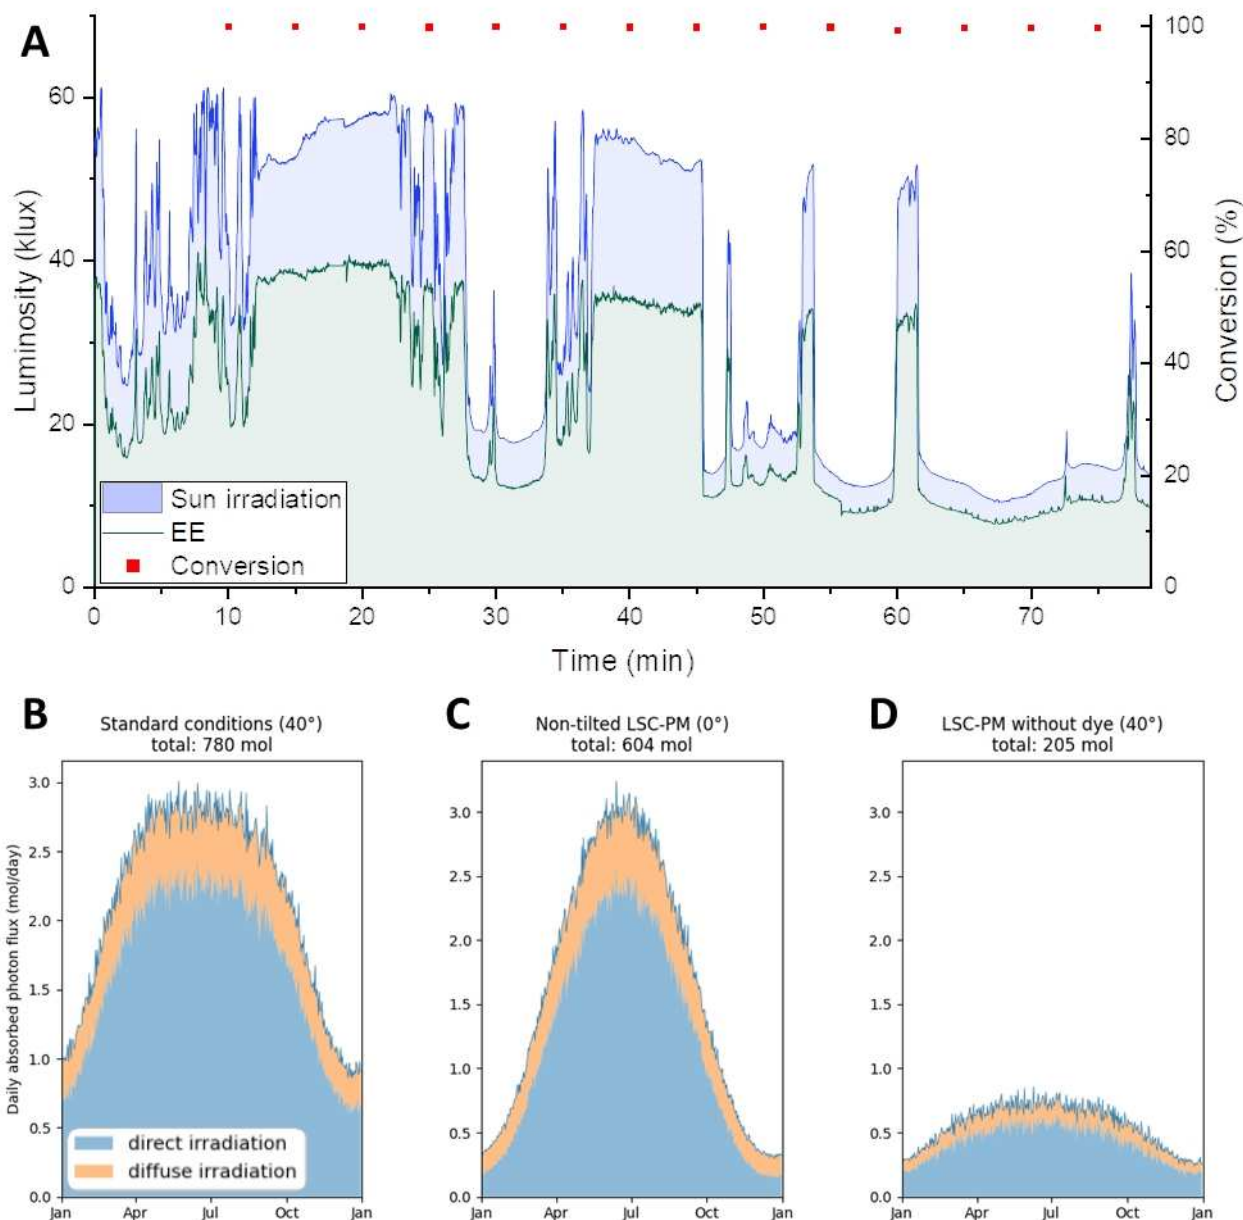 A
Luminosity (klux)
60
40
20
0
100
80
60
40
20
0
Conversion (%)
Sun irradiation
EE
Conversion
0 10 20 30 40 50 60 70
Time (min)
B
Standard conditions (40°)
total: 780 mol
Daily absorbed photon flux (mol/day)
3.0
2.5
2.0
1.5
1.0
0.5
0.0
direct irradiation
diffuse irradiation
Jan Apr Jul Oct Jan
C
Non-tilted LSC-PM (0°)
total: 604 mol
3.0
2.5
2.0
1.5
1.0
0.5
0.0
Jan Apr Jul Oct Jan
D
LSC-PM without dye (40°)
total: 205 mol
3.0
2.5
2.0
1.5
1.0
0.5
0.0
Jan Apr Jul Oct Jan